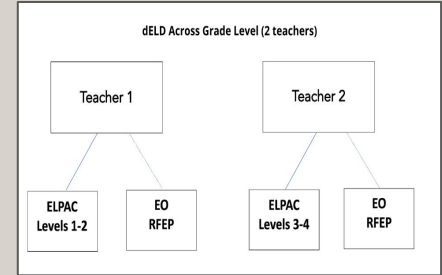 dELD Across Grade Level (2 teachers)
Teacher 1
Teacher 2
ELPAC
Levels 1-2
EO
RFEP
ELPAC
Levels 3-4
EO
RFEP